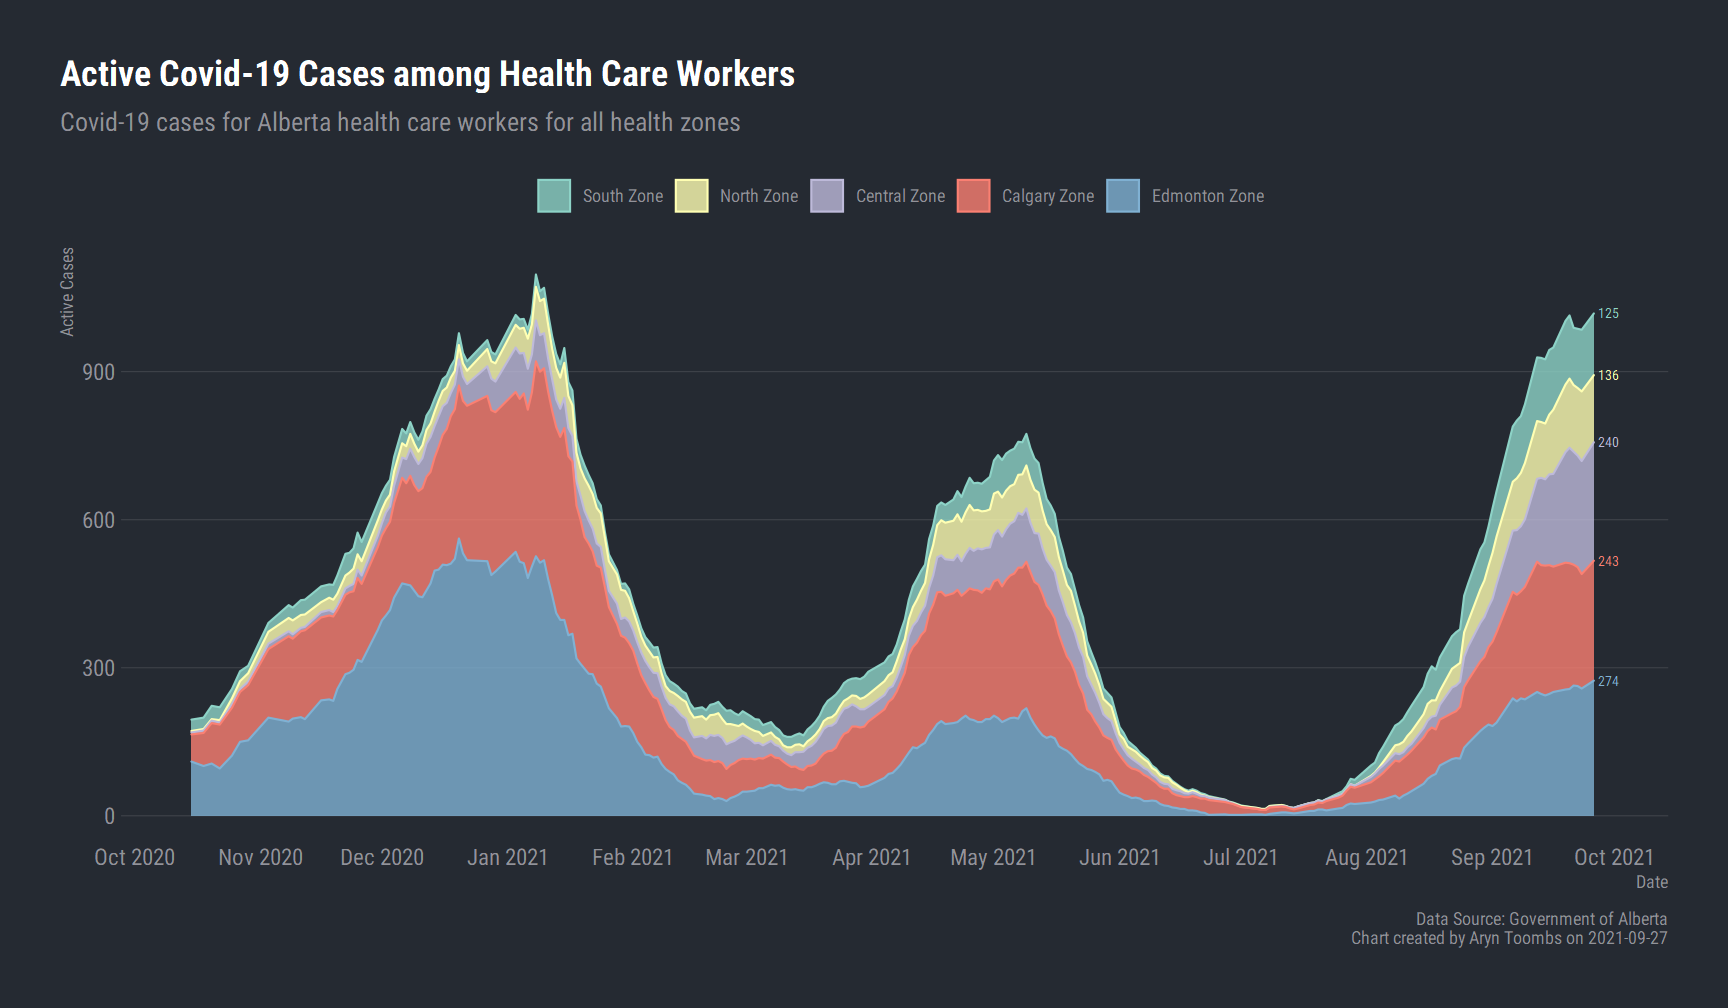 Active Covid-19 Cases among Health Care Workers
Covid-19 cases for Alberta health care workers for all health zones
South Zone North Zone Central Zone Calgary Zone Edmonton Zone
Active Cases
900
600
300
0
125
136
240
243
274
Oct 2020 Nov 2020 Dec 2020 Jan 2021 Feb 2021 Mar 2021 Apr 2021 May 2021 Jun 2021 Jul 2021 Aug 2021 Sep 2021 Oct 2021
Date
Data Source: Government of Alberta
Chart created by Aryn Toombs on 2021-09-27